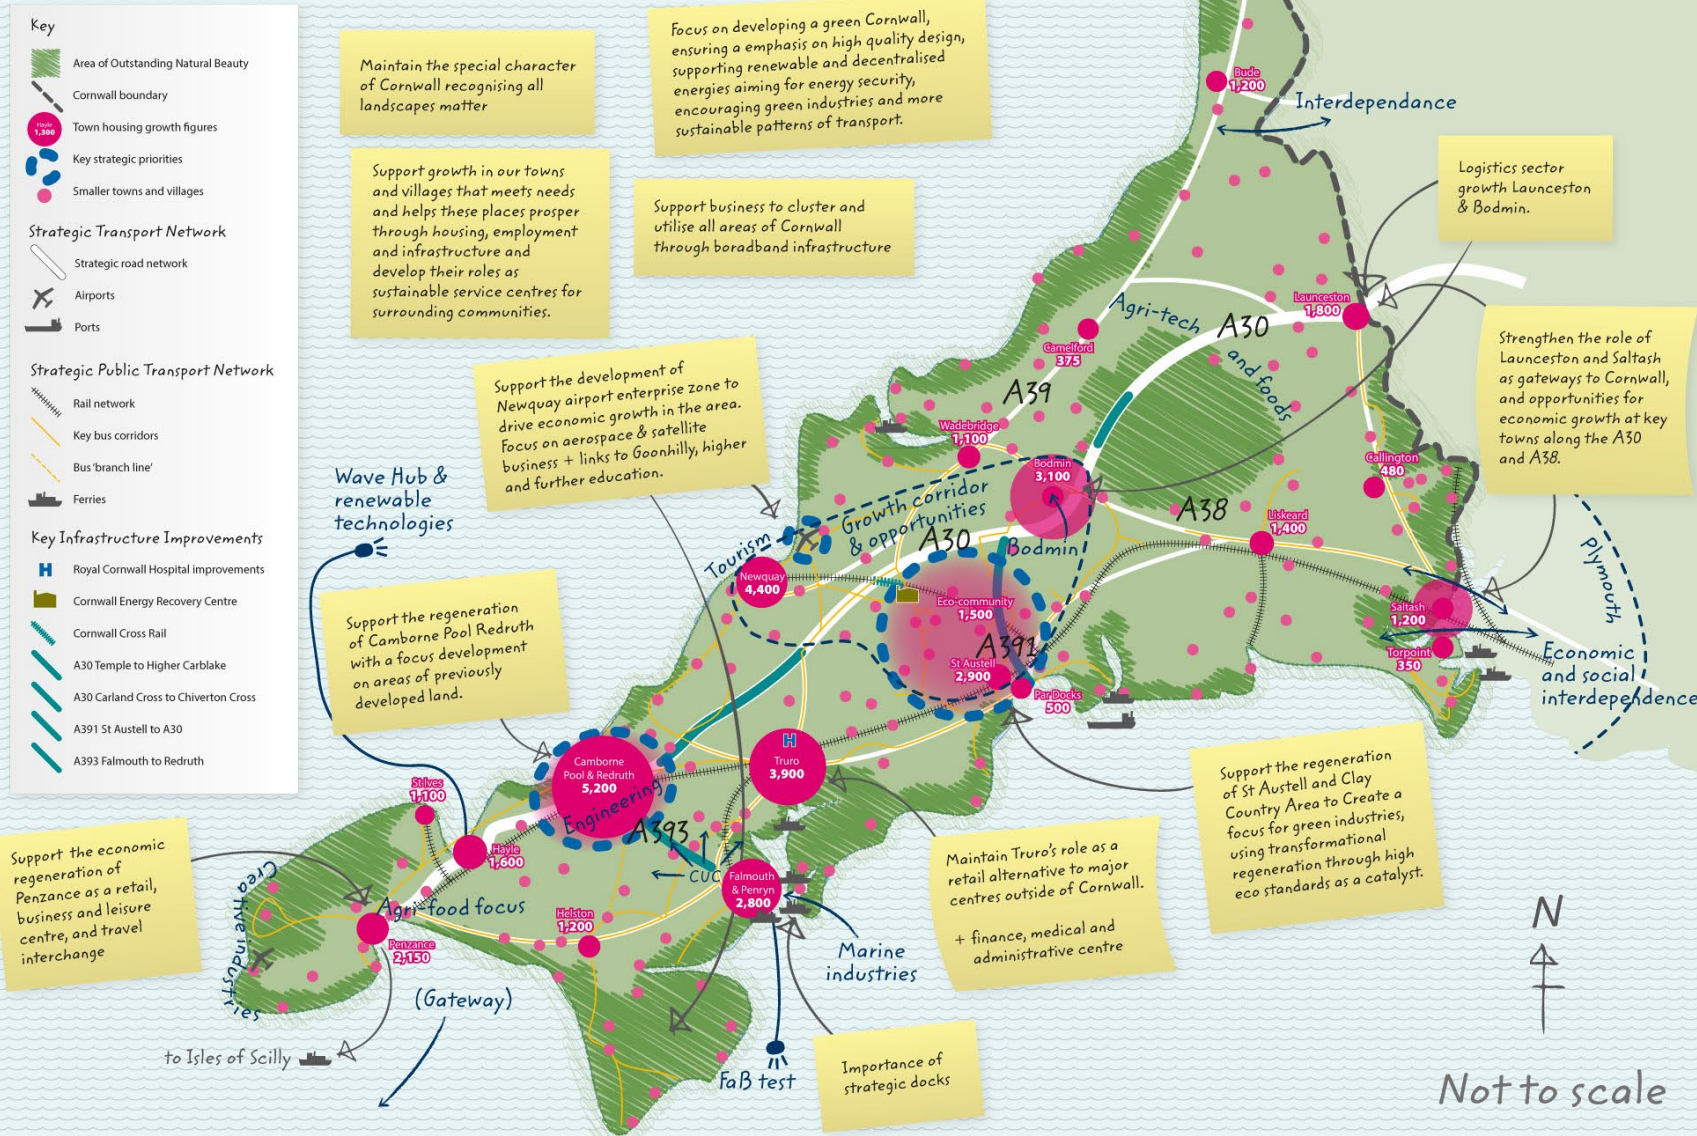 Key
Area of Outstanding Natural Beauty
Cornwall boundary
Hayle
1,300
Town housing growth figures
Key strategic priorities
Smaller towns and villages
Strategic Transport Network
Strategic road network
Airports
Ports
Strategic Public Transport Network
Rail network
Key bus corridors
Bus 'branch line'
Ferries
Key Infrastructure Improvements
H
Royal Cornwall Hospital improvements
Cornwall Energy Recovery Centre
Cornwall Cross Rail
A30 Temple to Higher Carblake
A30 Carland Cross to Chiverton Cross
A391 St Austell to A30
A393 Falmouth to Redruth
Maintain the special character
of Cornwall recognising all
landscapes matter
Focus on developing a green Cornwall,
ensuring a emphasis on high quality design,
supporting renewable and decentralised
energies aiming for energy security,
encouraging green industries and more
sustainable patterns of transport.
Support growth in our towns
and villages that meets needs
and helps these places prosper
through housing, employment
and infrastructure and
develop their roles as
sustainable service centres for
surrounding communities.
Support business to cluster and
utilise all areas of Cornwall
through boradband infrastructure
Bude
1,200
Interdependance
Logistics sector
growth Launceston
& Bodmin.
Launceston
1,800
Agri-tech
and foods
A30
Camelford
375
A39
Strengthen the role of
Launceston and Saltash
as gateways to Cornwall,
and opportunities for
economic growth at key
towns along the A30
and A38.
Support the development of
Newquay airport enterprise zone to
drive economic growth in the area.
Focus on aerospace & satellite
business + links to Goonhilly, higher
and further education.
Wadebridge
1,100
Bodmin
3,100
Callington
480
Wave Hub &
renewable
technologies
Growth corridor
& opportunities
A30
A38
Liskeard
1,400
Bodmin
Tourism
Newquay
4,400
Eco-community
1,500
A391
St Austell
2,900
Par Docks
500
Saltash
1,200
Torpoint
350
Plymouth
Economic
and social
interdependence
Support the regeneration
of Camborne Pool Redruth
with a focus development
on areas of previously
developed land.
Camborne
Pool & Redruth
5,200
Engineering
H
Truro
3,900
Support the regeneration
of St Austell and Clay
Country Area to Create a
focus for green industries,
using transformational
regeneration through high
eco standards as a catalyst.
St Ives
1,100
Hayle
1,600
A393
CUC
Falmouth
& Penryn
2,800
Maintain Truro's role as a
retail alternative to major
centres outside of Cornwall.
+ finance, medical and
administrative centre
Support the economic
regeneration of
Penzance as a retail,
business and leisure
centre, and travel
interchange
Creative industries
Agri-food focus
Penzance
2,150
Helston
1,200
Marine
industries
(Gateway)
to Isles of Scilly
FaB test
Importance of
strategic docks
N
Not to scale